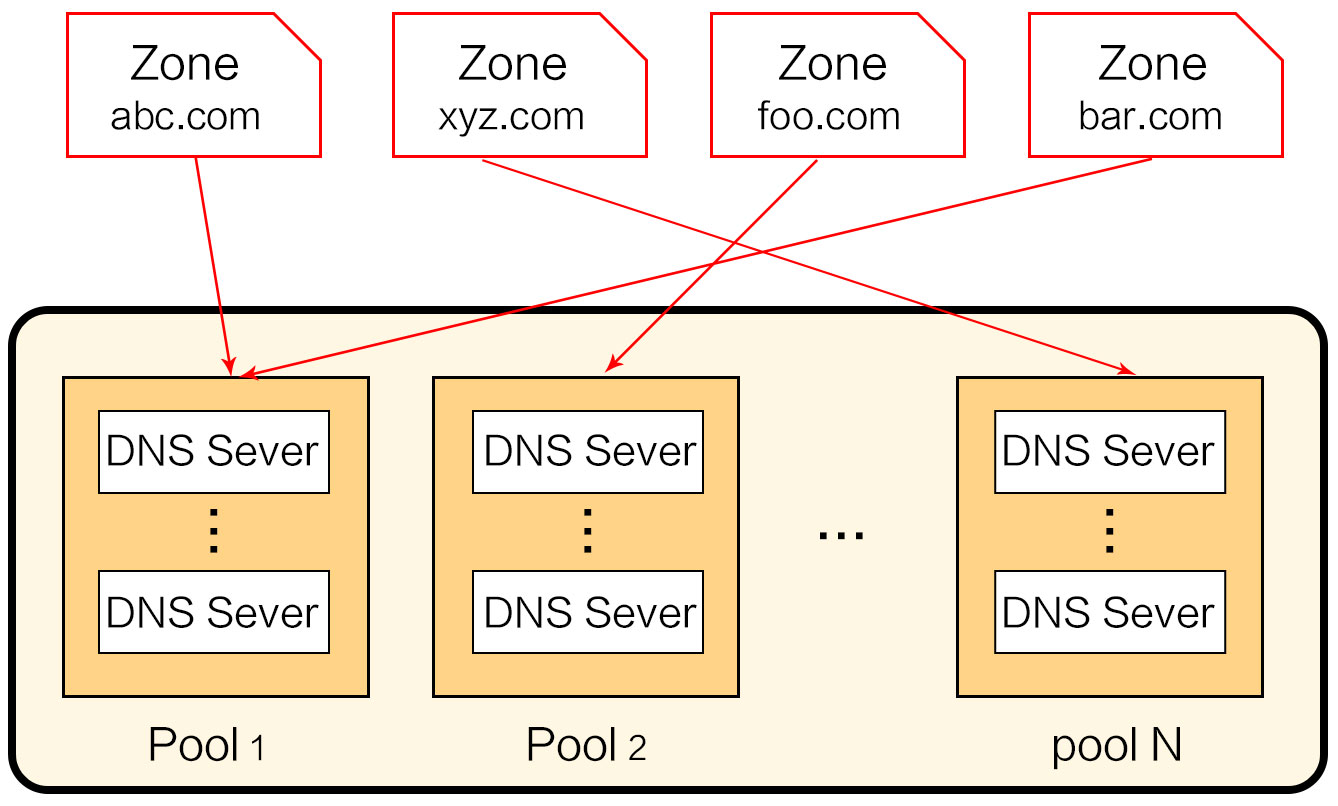 Zone
abc.com
Zone
xyz.com
Zone
foo.com
Zone
bar.com
DNS Sever
DNS Sever
Pool 1
DNS Sever
DNS Sever
Pool 2
...
DNS Sever
DNS Sever
pool N